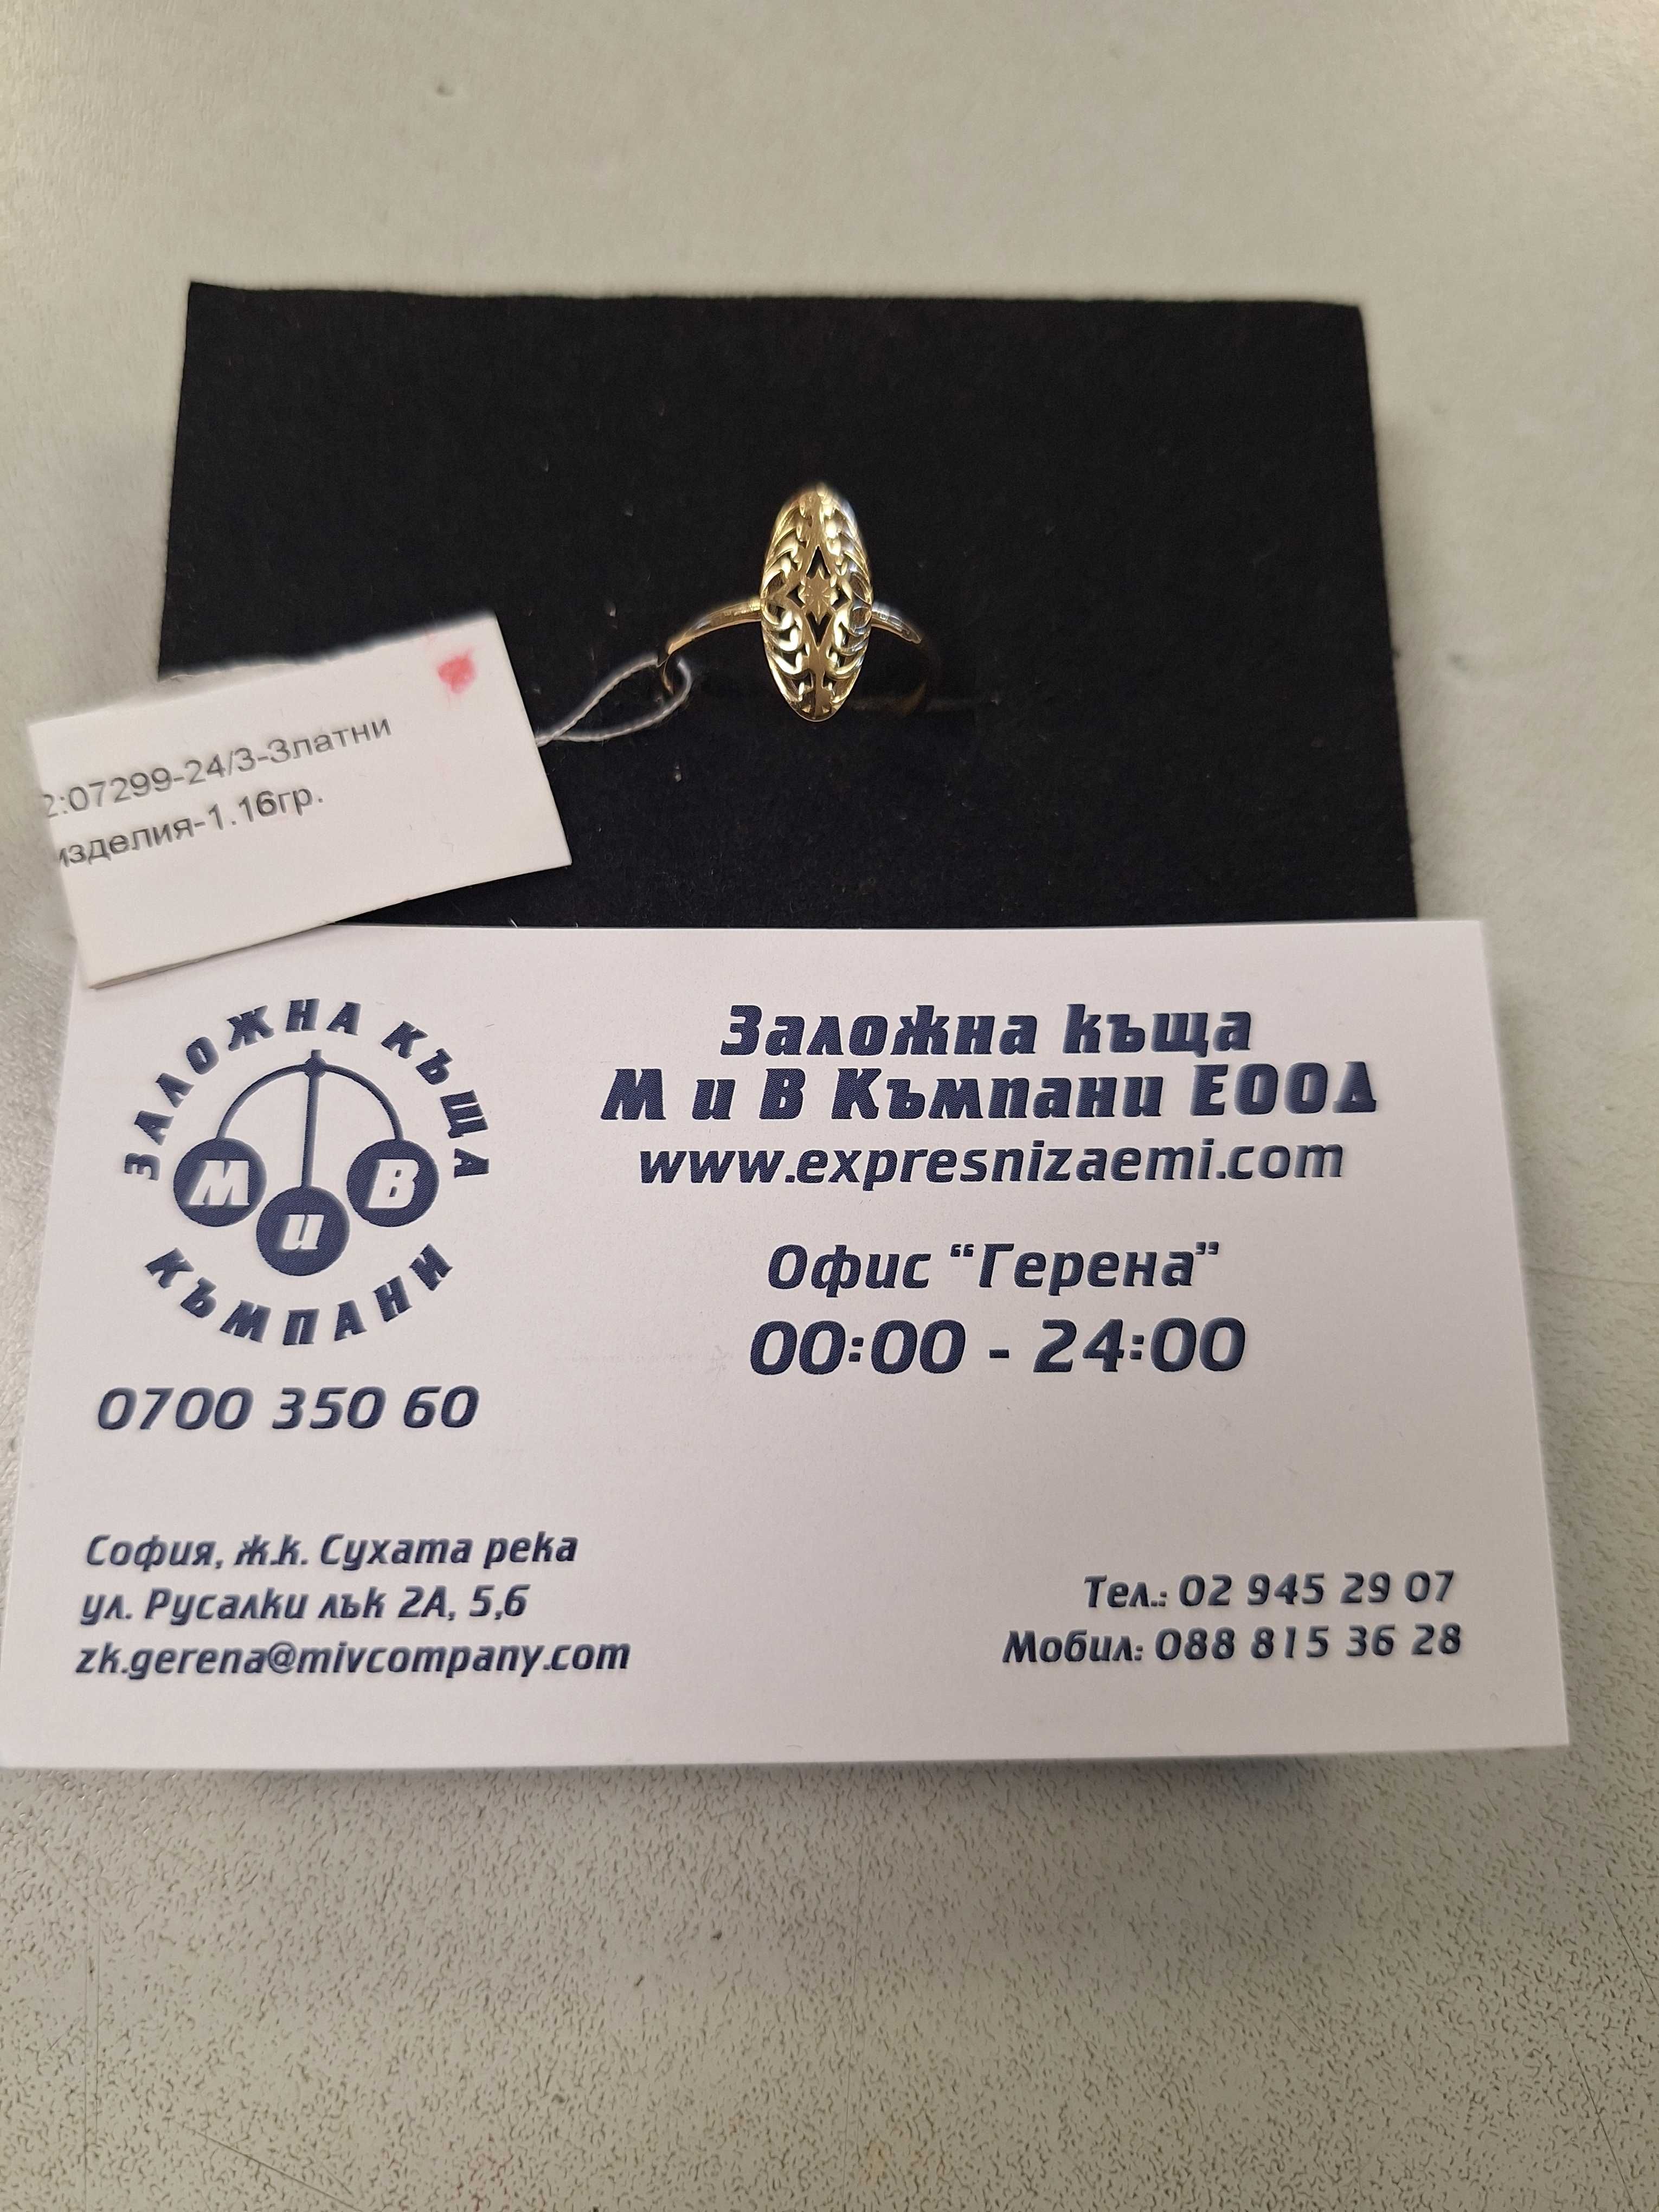 2:07299-24/3-Златни
изделия-1.16гр.
ЗАЛОЖНА КЪЩА
М и В
КЪМПАНИ
0700 350 60
Заложна къща
М и В Къмпани ЕООД
www.expresnizaemi.com
Офис “Герена”
00:00 - 24:00
София, ж.к. Сухата река
ул. Русалки лък 2А, 5,6
zk.gerena@mivcompany.com
Тел.: 02 945 29 07
Мобил: 088 815 36 28